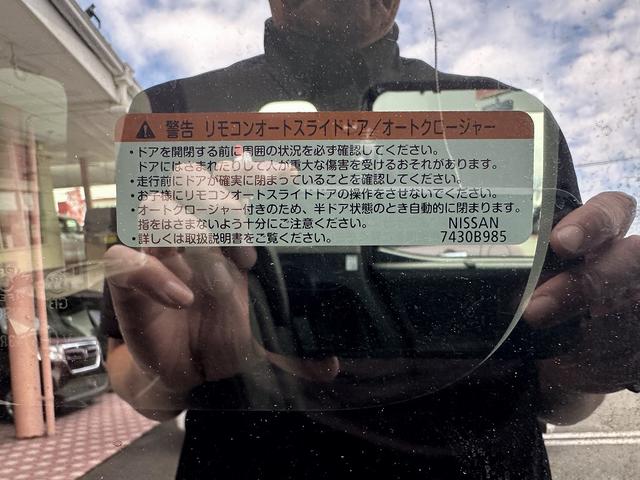 警告 リモコンオートスライドドア/オートクロージャー
・ドアを開閉する前に周囲の状況を必ず確認してください。
ドアにはさまれたりして人が重大な傷害を受けるおそれがあります。
・走行前にドアが確実に閉まっていることを確認してください。
・お子様にリモコンオートスライドドアの操作をさせないでください。
・オートクロージャー付きのため、半ドア状態のとき自動的に閉まります。
指をはさまないよう十分にご注意ください。 NISSAN
・詳しくは取扱説明書をご覧ください。 7430B985